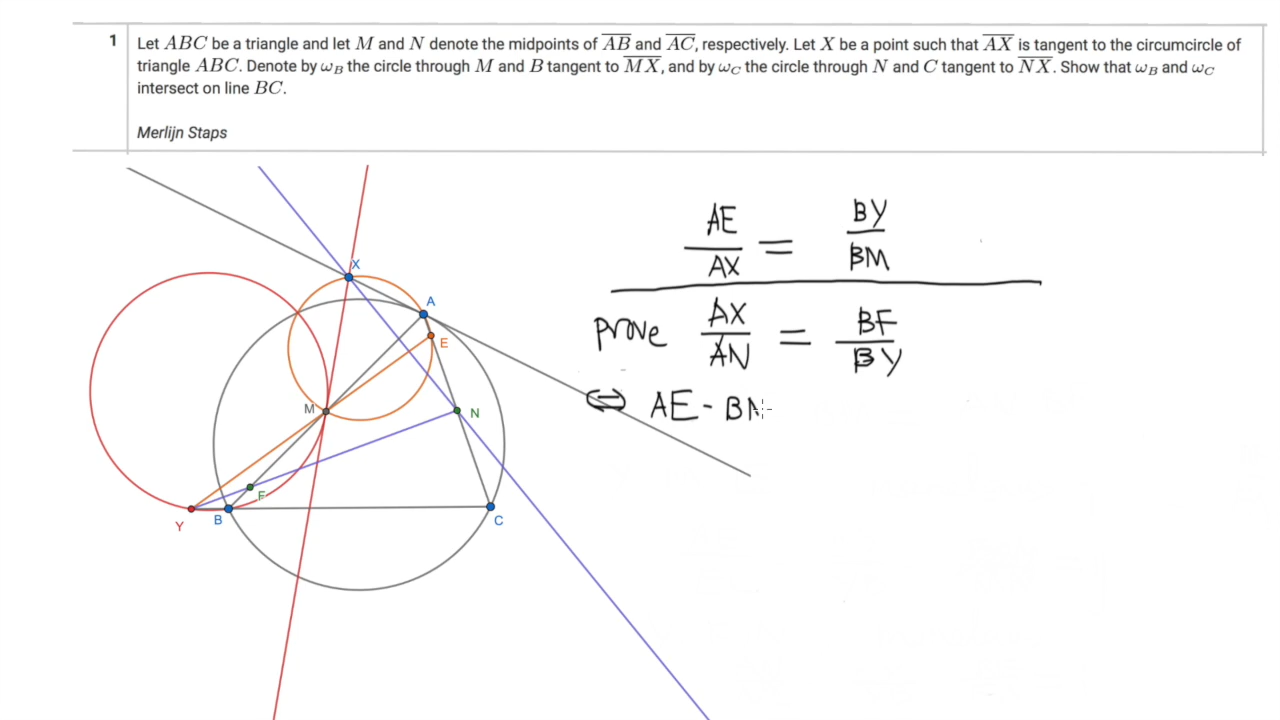 1 Let ABC be a triangle and let M and N denote the midpoints of AB and AC, respectively. Let X be a point such that AX is tangent to the circumcircle of
triangle ABC. Denote by ω_B the circle through M and B tangent to MX, and by ω_C the circle through N and C tangent to NX. Show that ω_B and ω_C
intersect on line BC.
Merlijn Staps
AE/AX = BY/BM
Prove AX/AN = BF/BY
⇔ AE - BM
X
A
E
M
N
F
Y
B
C